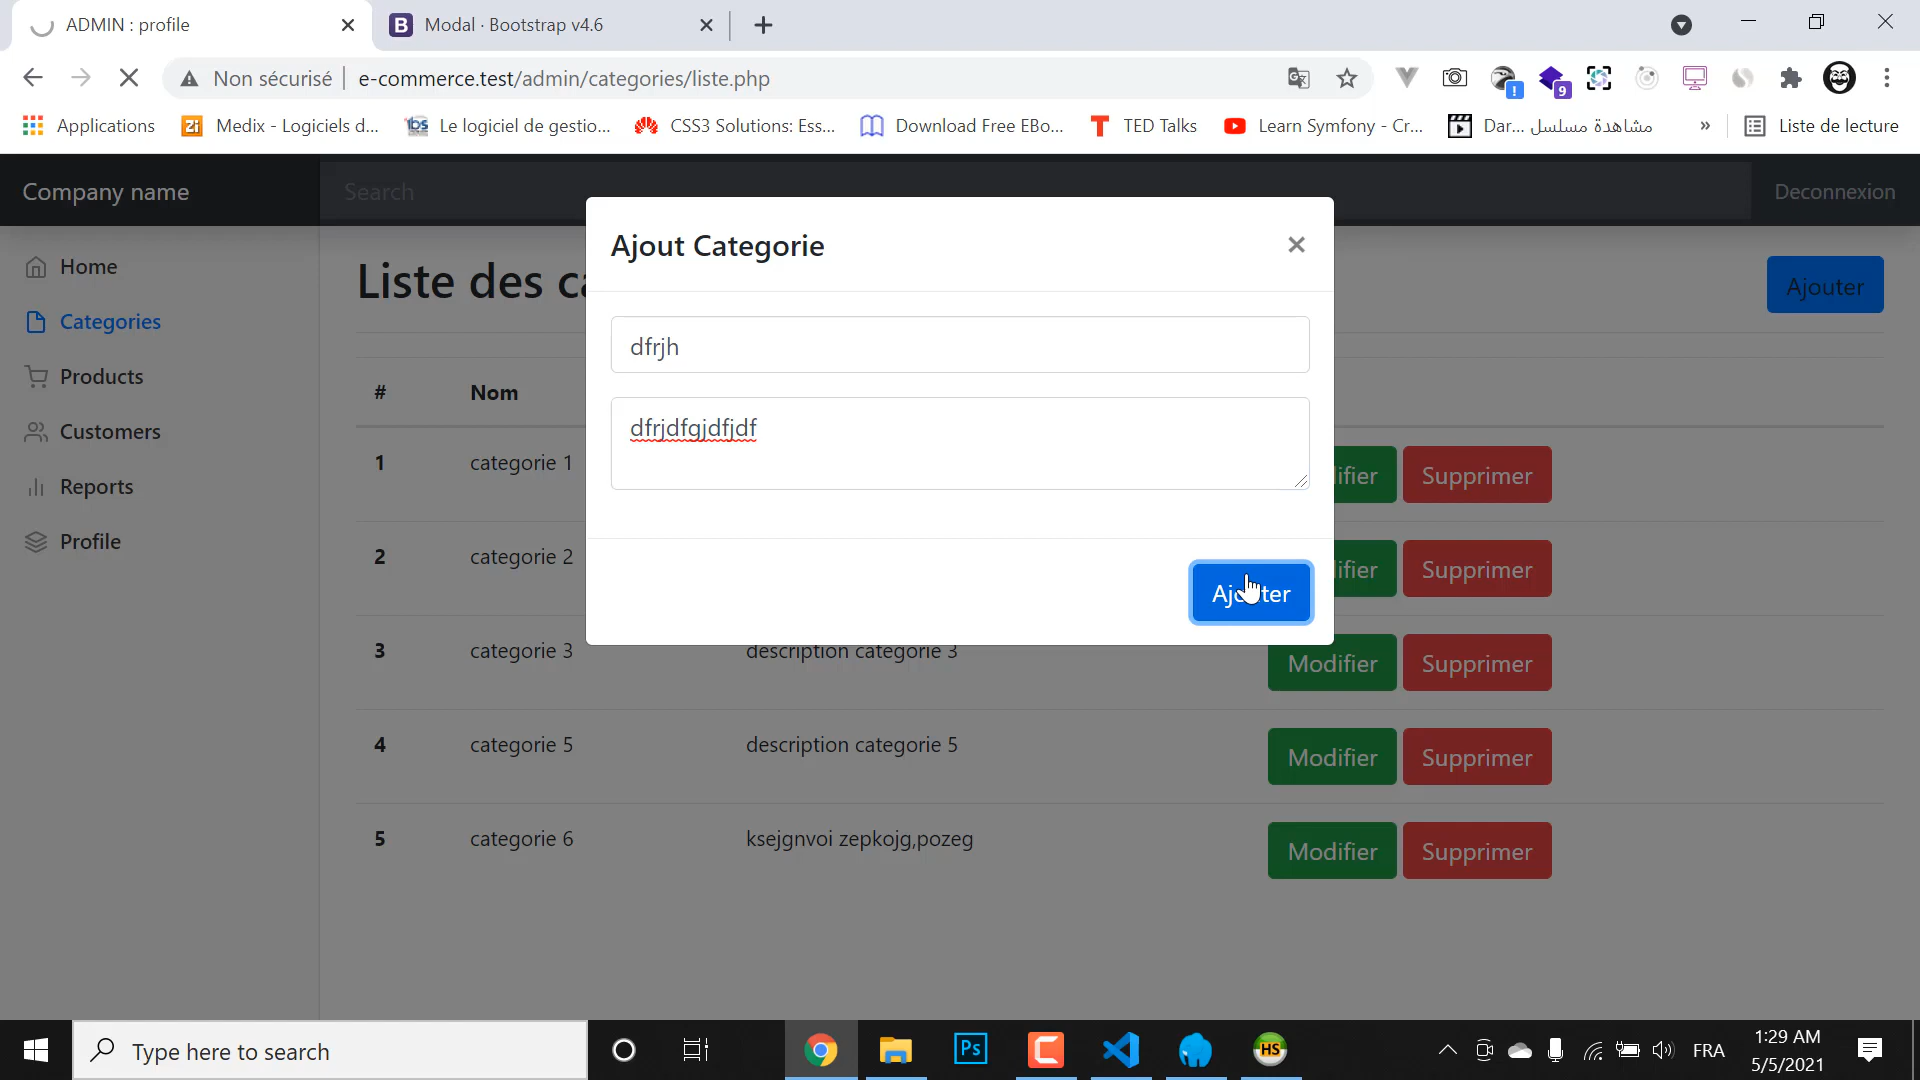 ADMIN : profile
Modal · Bootstrap v4.6
Non sécurisé
e-commerce.test/admin/categories/liste.php
!
9
Applications
Medix - Logiciels d...
Le logiciel de gestio...
CSS3 Solutions: Ess...
Download Free EBo...
TED Talks
Learn Symfony - Cr...
Dar... مشاهدة مسلسل
»
Liste de lecture
Company name
Search
Deconnexion
Ajout Categorie
×
Home
Liste des ca
Ajouter
Categories
dfrjh
Products
# Nom
Customers
dfrjdfgjdfjdf
1 categorie 1
ifier Supprimer
Reports
Profile
2 categorie 2
ifier Supprimer
Ajouter
3 categorie 3 description categorie 3 Modifier Supprimer
4 categorie 5 description categorie 5 Modifier Supprimer
5 categorie 6 ksejgnvoi zepkojg,pozeg Modifier Supprimer
Type here to search
Ps
HS
FRA
1:29 AM
5/5/2021